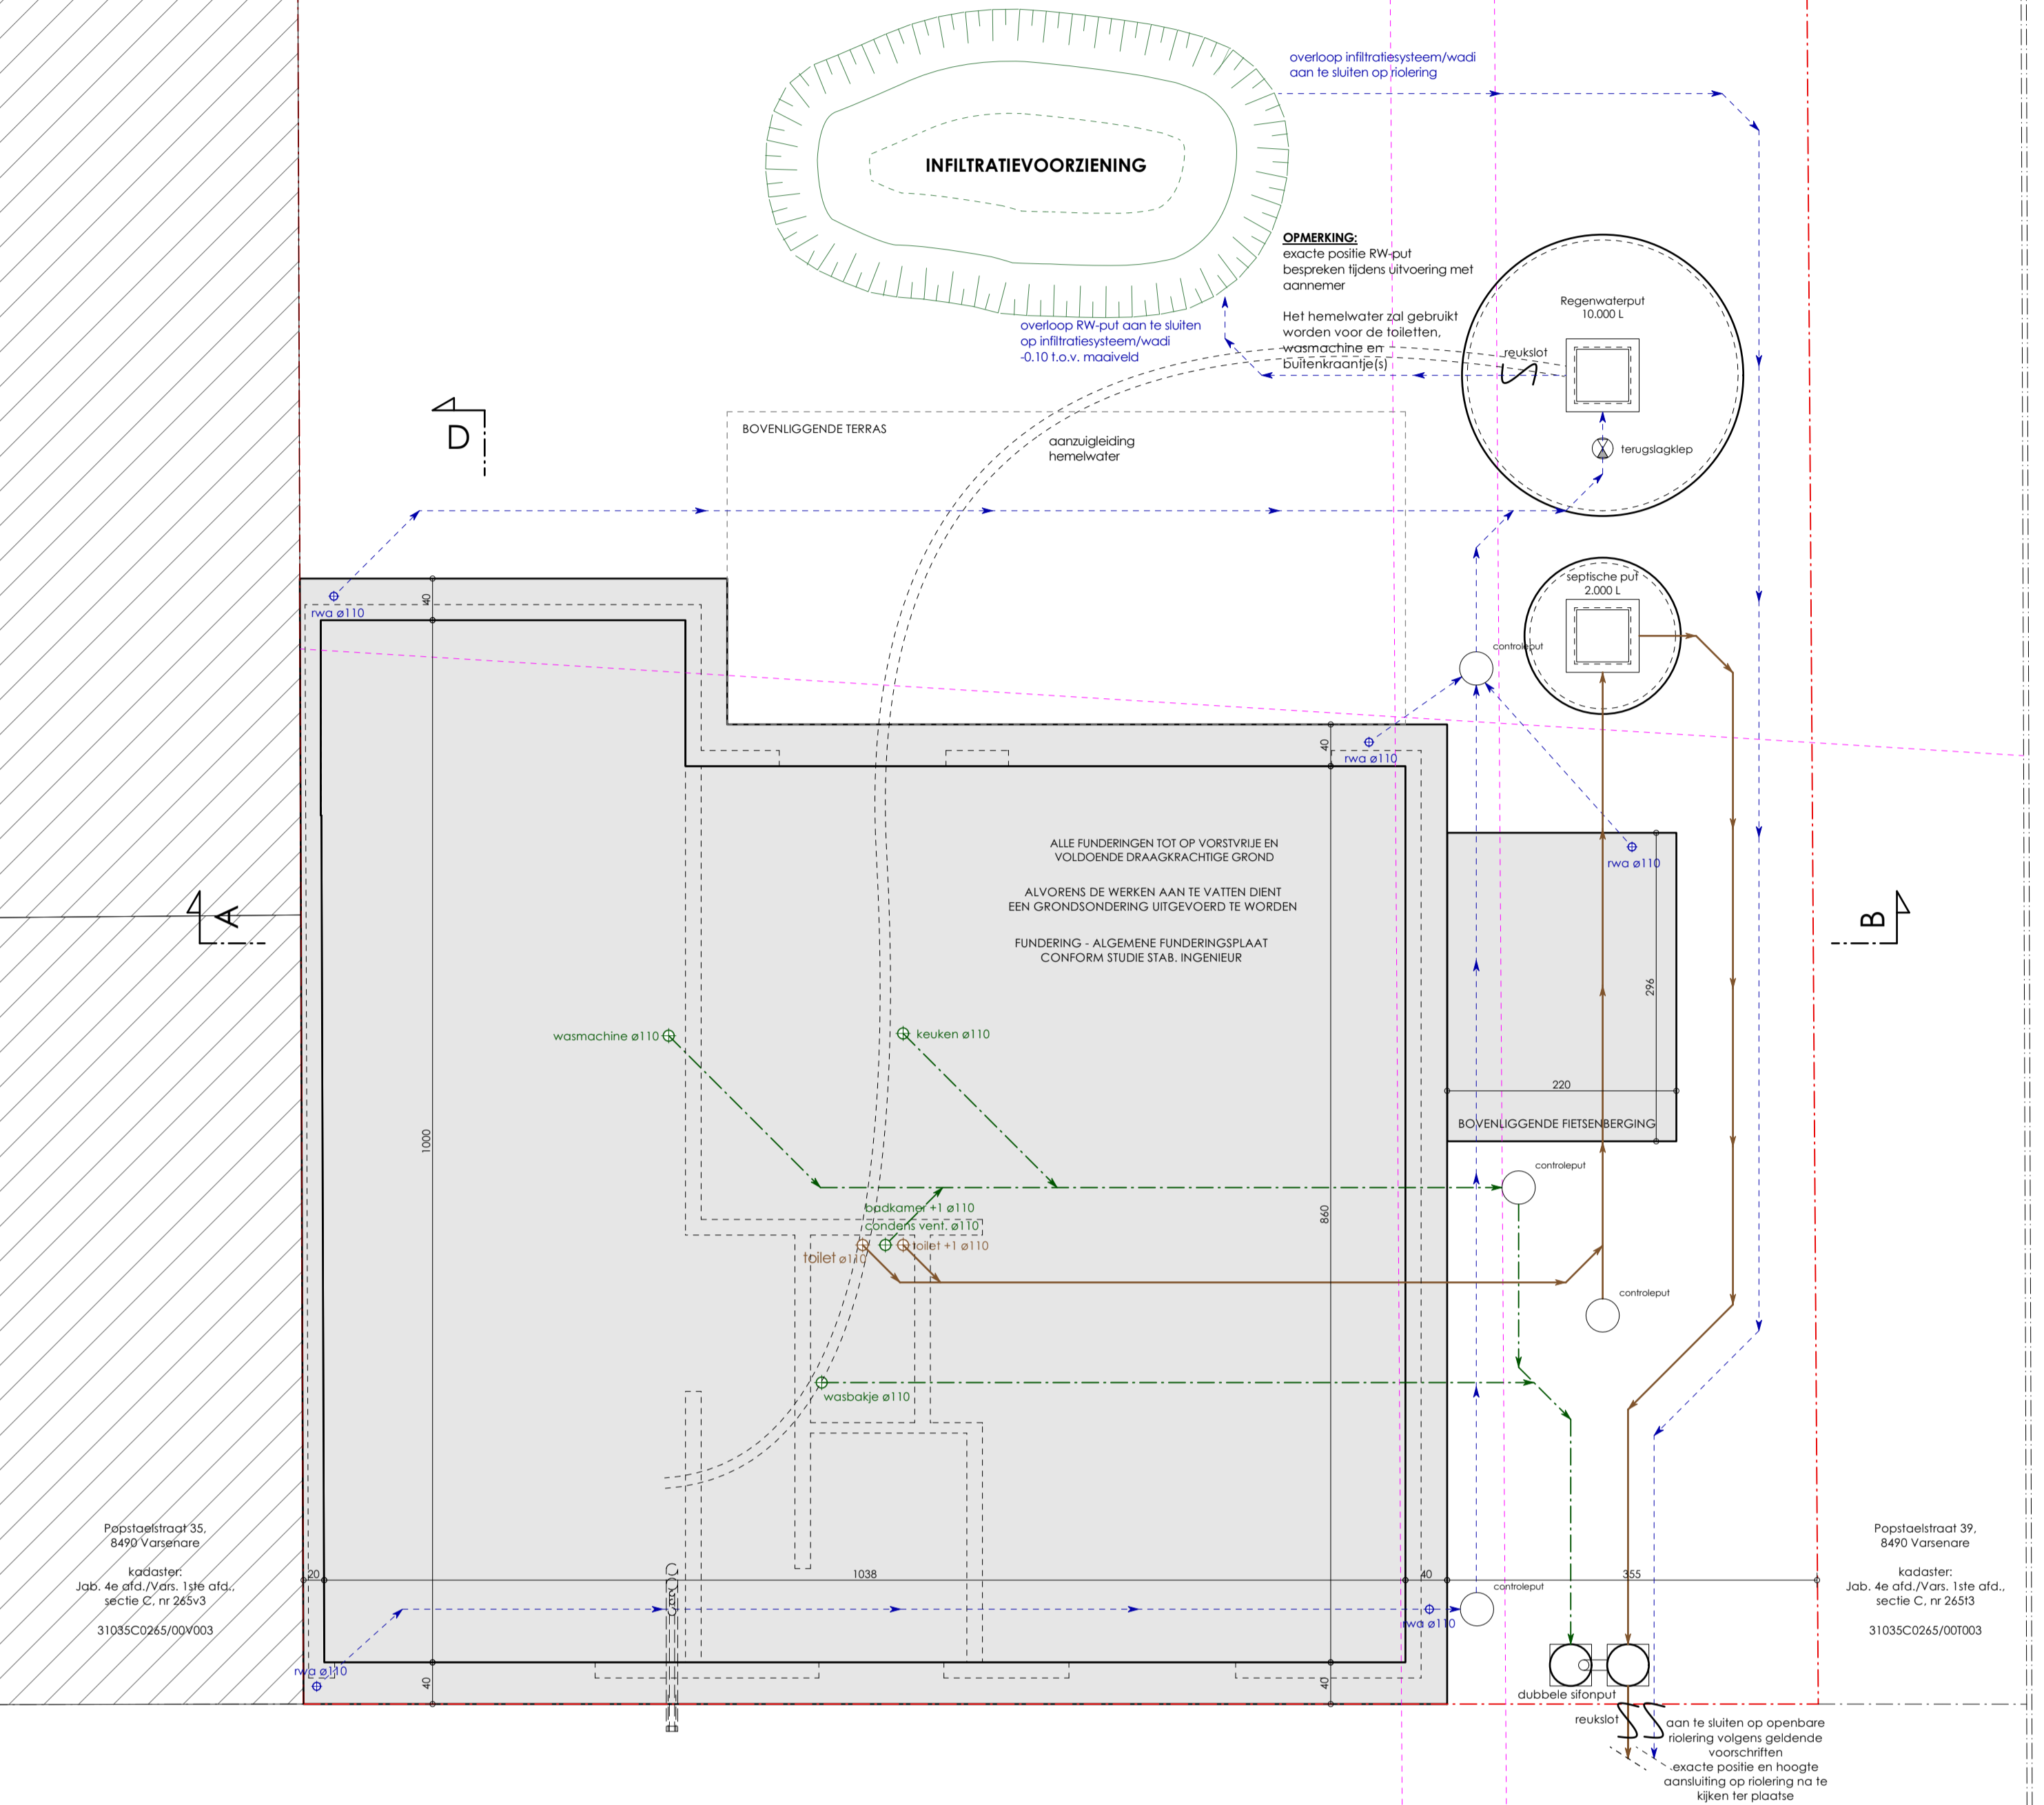 overloop infiltratiesysteem/wadi
aan te sluiten op riolering
INFILTRATIEVOORZIENING
OPMERKING:
exacte positie RW-put
bespreken tijdens uitvoering met
aannemer
Het hemelwater zal gebruikt
worden voor de toiletten,
wasmachine en
buitenkraantje(s)
Regenwaterput
10.000 L
reukslot
terugslagklep
overloop RW-put aan te sluiten
op infiltratiesysteem/wadi
-0.10 t.o.v. maaiveld
D
BOVENLIGGENDE TERRAS
aanzuigleiding
hemelwater
septische put
2.000 L
controleput
rwa ø110
40
40
rwa ø110
rwa ø110
ALLE FUNDERINGEN TOT OP VORSTVRIJE EN
VOLDOENDE DRAAGKRACHTIGE GROND
ALVORENS DE WERKEN AAN TE VATTEN DIENT
EEN GRONDSONDERING UITGEVOERD TE WORDEN
FUNDERING - ALGEMENE FUNDERINGSPLAAT
CONFORM STUDIE STAB. INGENIEUR
A
B
296
220
BOVENLIGGENDE FIETSENBERGING
wasmachine ø110
keuken ø110
1000
860
controleput
badkamer +1 ø110
condens vent. ø110
toilet ø110
toilet +1 ø110
controleput
wasbakje ø110
Popstaelstraat 35,
8490 Varsenare
kadaster:
Jab. 4e afd./Vars. 1ste afd.,
sectie C, nr 265v3
31035C0265/00V003
20
1038
40
355
controleput
rwa ø110
rwa ø110
40
40
Popstaelstraat 39,
8490 Varsenare
kadaster:
Jab. 4e afd./Vars. 1ste afd.,
sectie C, nr 265t3
31035C0265/00T003
dubbele sifonput
reukslot
aan te sluiten op openbare
riolering volgens geldende
voorschriften
exacte positie en hoogte
aansluiting op riolering na te
kijken ter plaatse